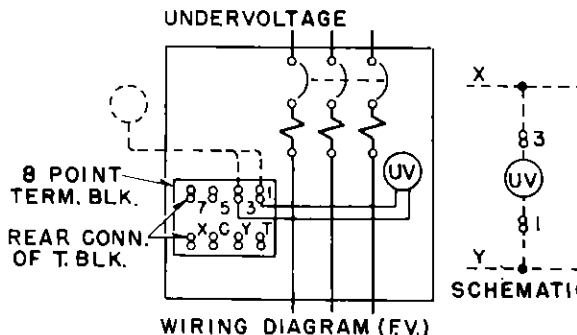 UNDERVOLTAGE
X
8 POINT
TERM. BLK.
REAR CONN.
OF T. BLK.
7 5 3 1
X C Y T
UV
3
UV
1
Y
SCHEMATIC
WIRING DIAGRAM (F.V.)